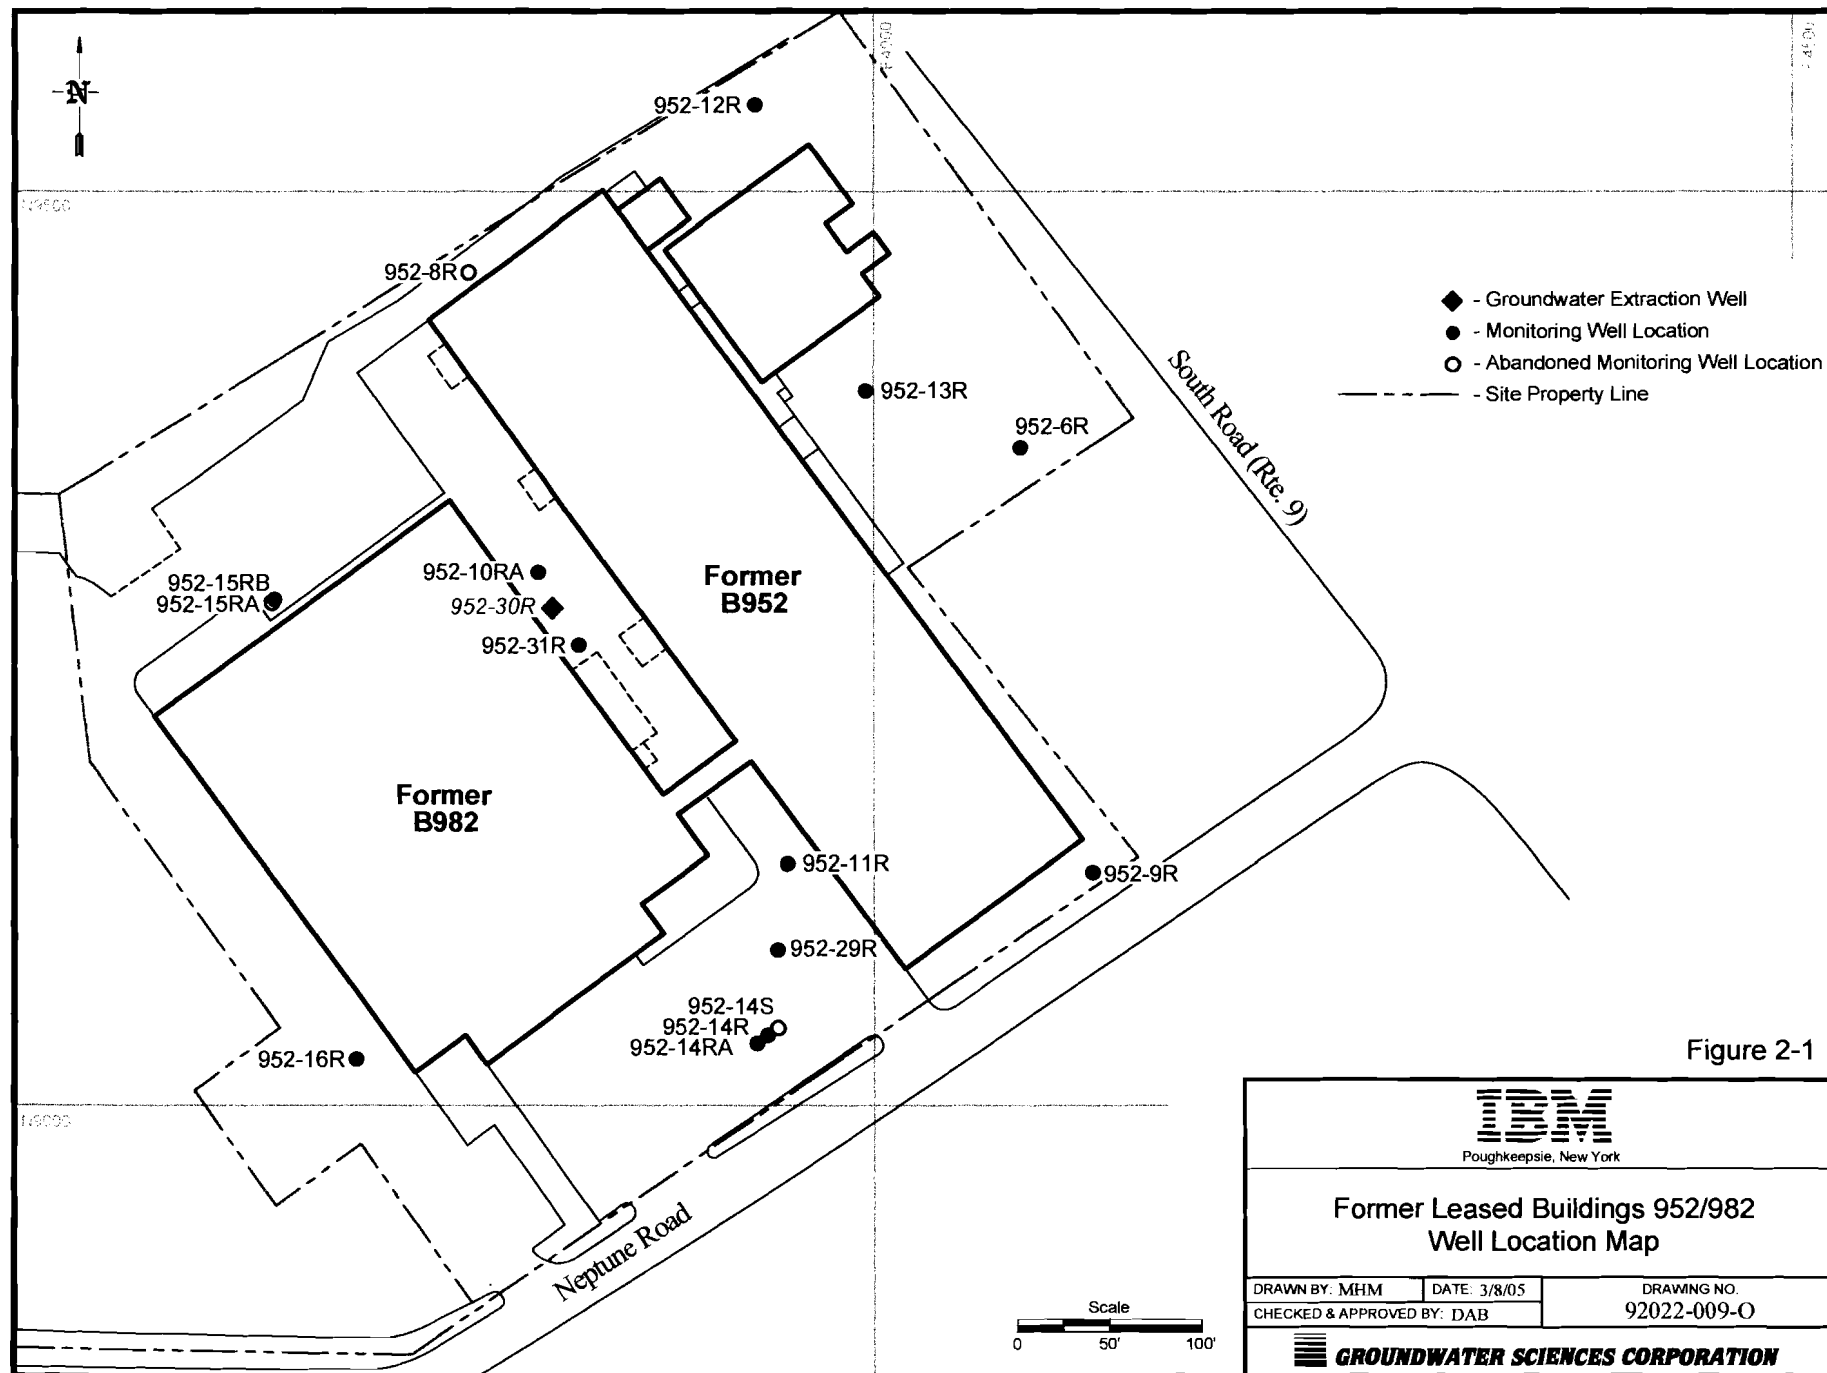 N
952-12R
E4000
N9500
952-8R
- Groundwater Extraction Well
- Monitoring Well Location
- Abandoned Monitoring Well Location
- Site Property Line
South Road (Rte. 9)
952-13R
952-6R
952-10RA
952-30R
952-31R
952-15RB
952-15RA
Former
B952
Former
B982
952-11R
952-9R
952-29R
952-14S
952-14R
952-14RA
952-16R
N9000
Neptune Road
Scale
0 50' 100'
Figure 2-1
IBM
Poughkeepsie, New York
Former Leased Buildings 952/982
Well Location Map
DRAWN BY: MHM
DATE: 3/8/05
DRAWING NO.
CHECKED & APPROVED BY: DAB
92022-009-O
GROUNDWATER SCIENCES CORPORATION